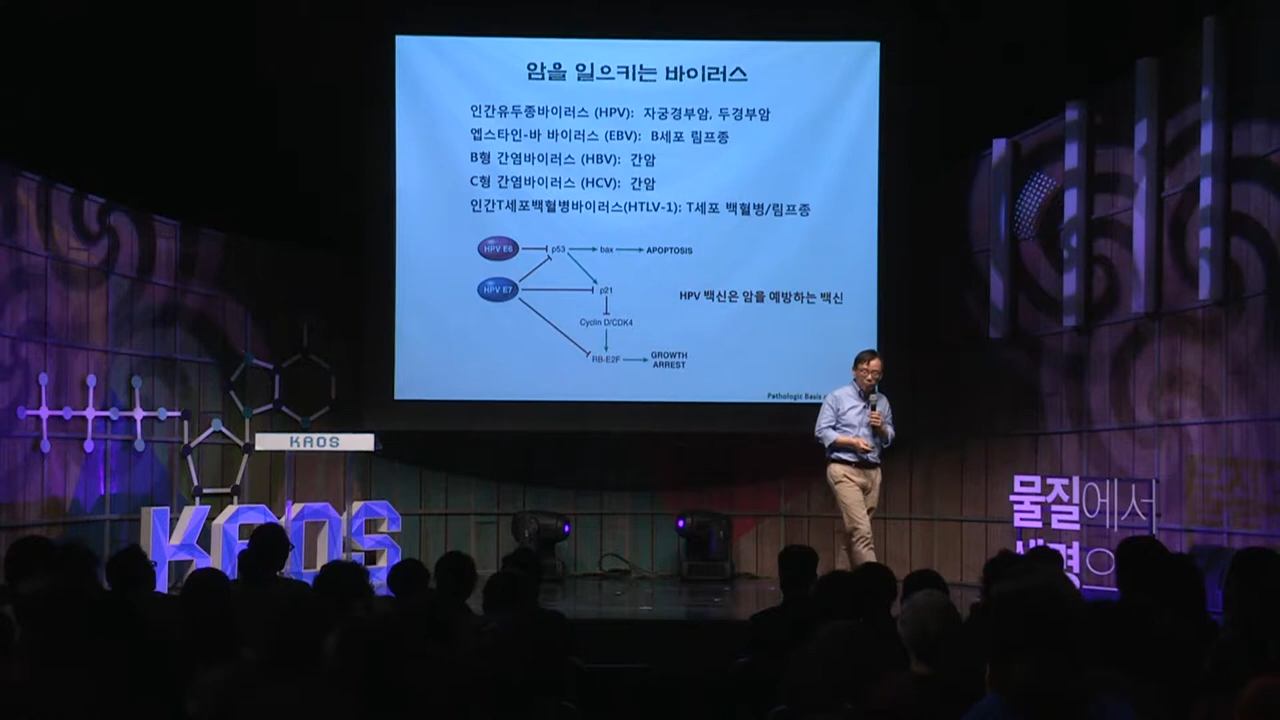 암을 일으키는 바이러스
인간유두종바이러스 (HPV): 자궁경부암, 두경부암
엡스타인-바 바이러스 (EBV): B세포 림프종
B형 간염바이러스 (HBV): 간암
C형 간염바이러스 (HCV): 간암
인간T세포백혈병바이러스(HTLV-1): T세포 백혈병/림프종
HPV E6
p53
bax
APOPTOSIS
HPV E7
p21
HPV 백신은 암을 예방하는 백신
Cyclin D/CDK4
RB-E2F
GROWTH
ARREST
Pathologic Basis
KAOS
KAOS
물질에서
생명으